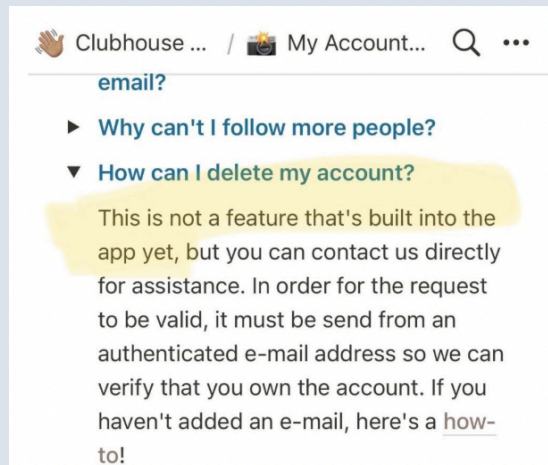 Clubhouse ... / My Account...
email?
Why can't I follow more people?
How can I delete my account?
This is not a feature that's built into the
app yet, but you can contact us directly
for assistance. In order for the request
to be valid, it must be send from an
authenticated e-mail address so we can
verify that you own the account. If you
haven't added an e-mail, here's a how-
to!